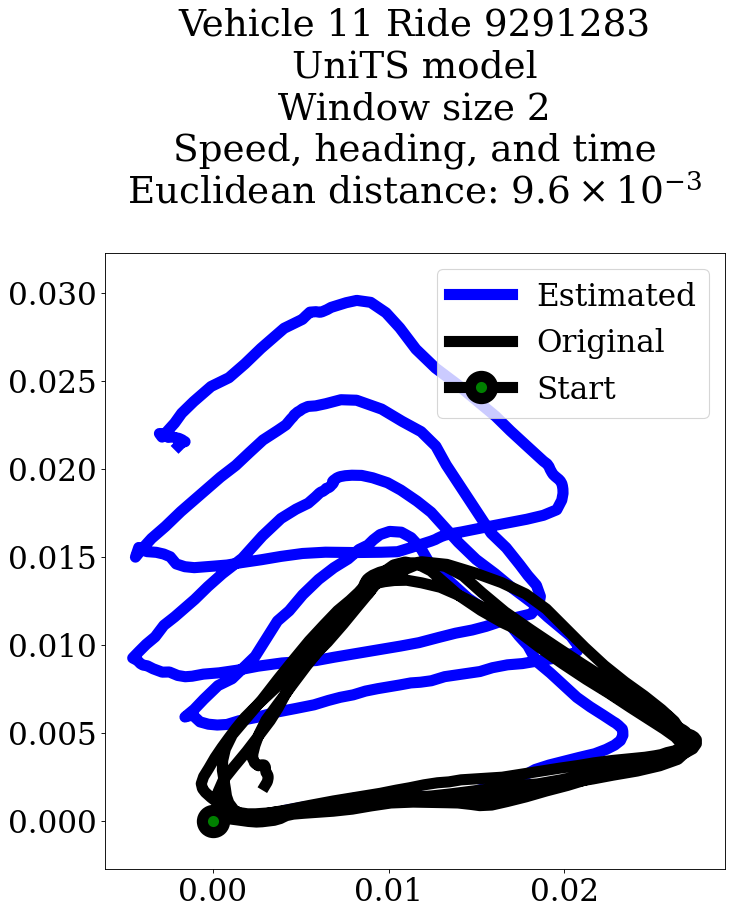 Vehicle 11 Ride 9291283
UniTS model
Window size 2
Speed, heading, and time
Euclidean distance: $9.6 \times 10^{-3}$
Estimated
Original
Start
0.030
0.025
0.020
0.015
0.010
0.005
0.000
0.00 0.01 0.02